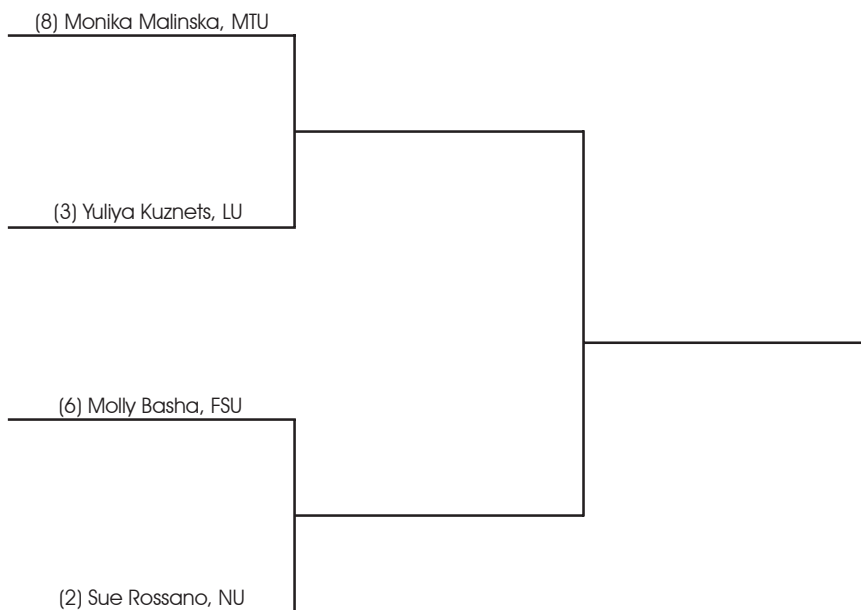 (8) Monika Malinska, MTU
(3) Yuliya Kuznets, LU
(6) Molly Basha, FSU
(2) Sue Rossano, NU